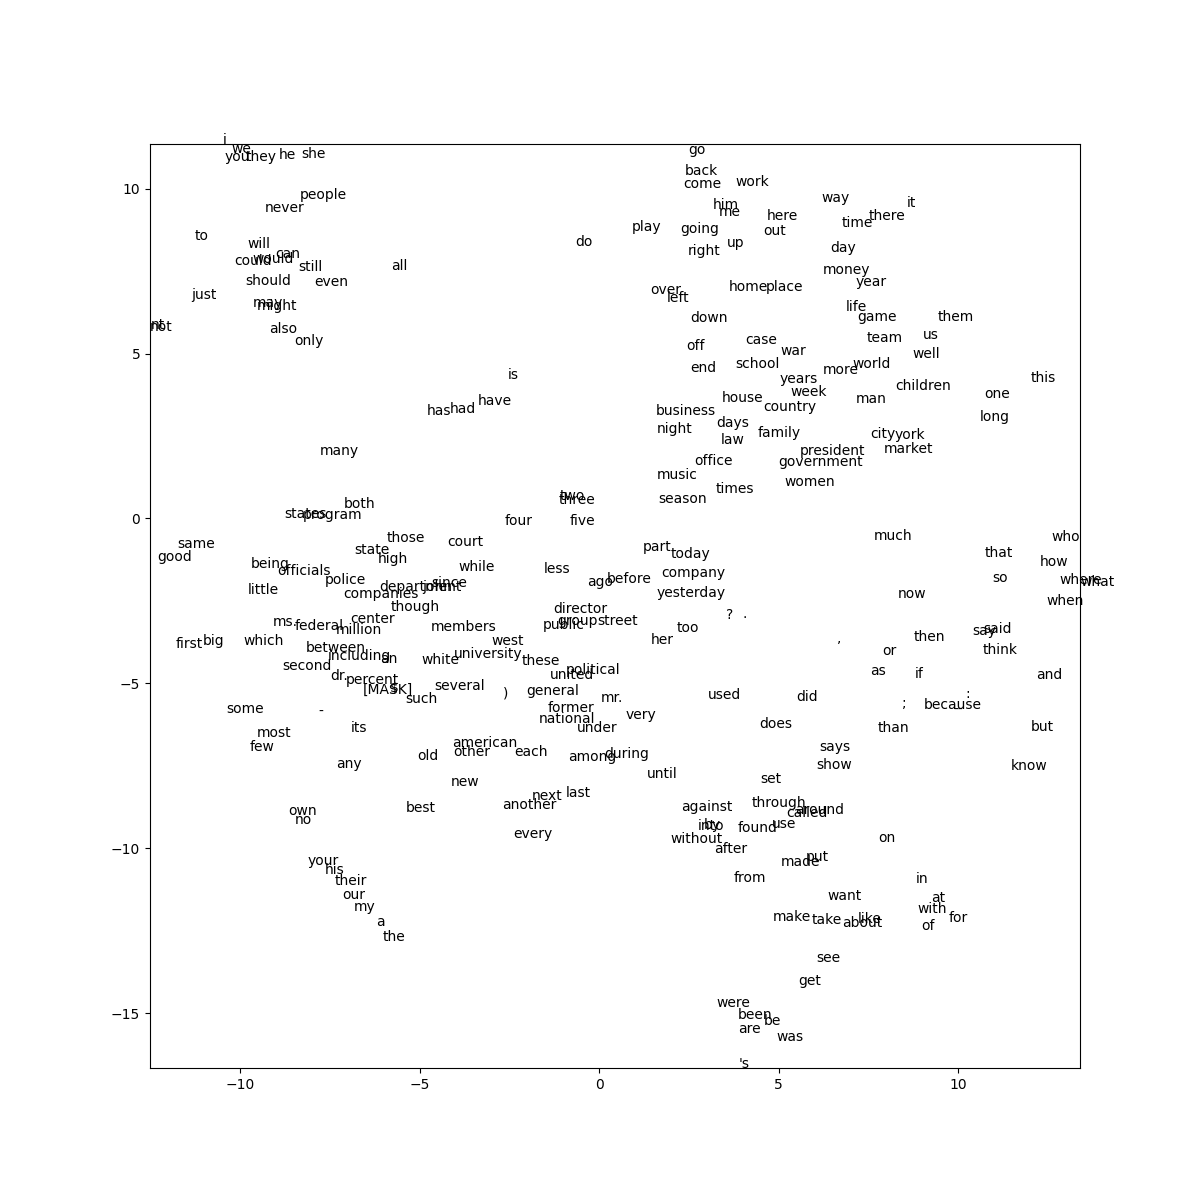 i
we
you they he she
go
back
come work
people
never
him way it
me here there
to play going out time
do
will right up day
can
could would
still all money
should even home place year
just over left
may might life
down game them
not
also team us
only off case
war well
end school more world
is years this
week children one
has had have house man
business country long
night days family
law city york
many president market
office government
music women
times
two season
three
both
states program
four five
same those court part much who
good state today that how
being high while less company so where what
officials ago before
little police department since yesterday now when
companies
though director
ms. federal center group street ? .
million members public too say said
first big which west her , then think
between university these or
including an white
second dr. percent united political as if and
[MASK] several general used did :
such ) former mr. ; because
some - national very
its under does than but
most american
few old other each among during says
any show know
until
new next last set
own best another against through around
no every by called
into found use
without on
after
your made put
his from
their in
our want at
my with
a make take about like for
the of
see
get
were
been be
are
was
's
10
5
0
−5
−10
−15
−10 −5 0 5 10